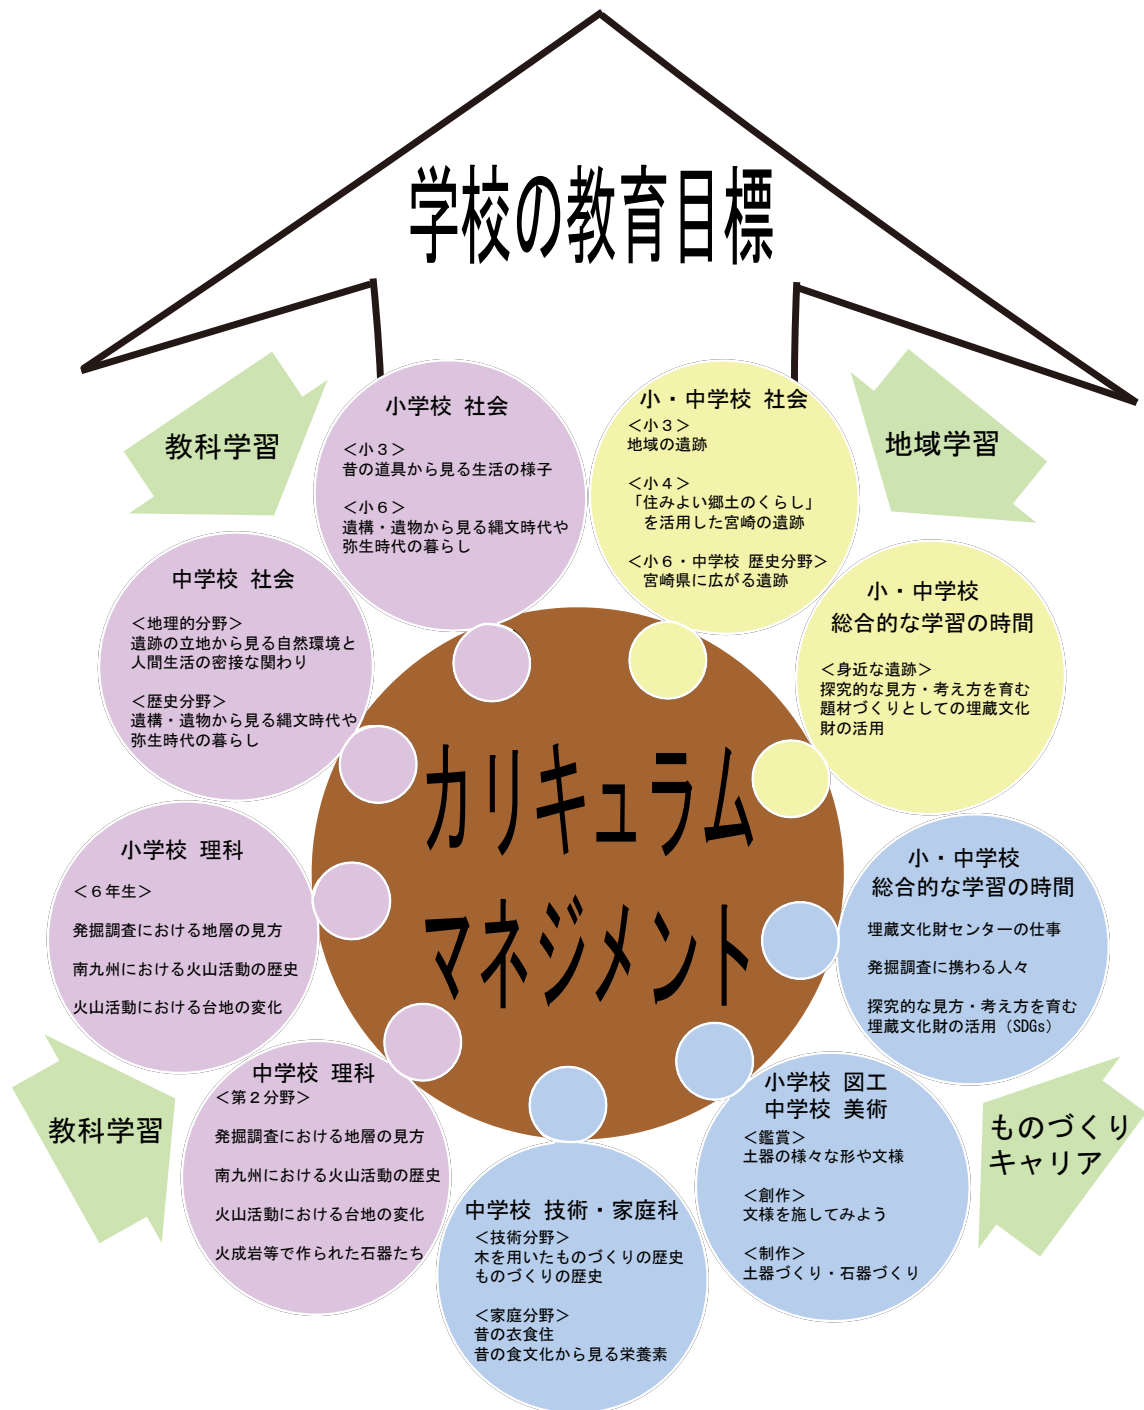 学校の教育目標
教科学習
地域学習
小学校 社会
＜小３＞
昔の道具から見る生活の様子
＜小６＞
遺構・遺物から見る縄文時代や
弥生時代の暮らし
小・中学校 社会
＜小３＞
地域の遺跡
＜小４＞
「住みよい郷土のくらし」
を活用した宮崎の遺跡
＜小６・中学校 歴史分野＞
宮崎県に広がる遺跡
中学校 社会
＜地理的分野＞
遺跡の立地から見る自然環境と
人間生活の密接な関わり
＜歴史分野＞
遺構・遺物から見る縄文時代や
弥生時代の暮らし
小・中学校
総合的な学習の時間
＜身近な遺跡＞
探究的な見方・考え方を育む
題材づくりとしての埋蔵文化
財の活用
カリキュラム
マネジメント
小学校 理科
＜６年生＞
発掘調査における地層の見方
南九州における火山活動の歴史
火山活動における台地の変化
小・中学校
総合的な学習の時間
埋蔵文化財センターの仕事
発掘調査に携わる人々
探究的な見方・考え方を育む
埋蔵文化財の活用（SDGs）
教科学習
中学校 理科
＜第２分野＞
発掘調査における地層の見方
南九州における火山活動の歴史
火山活動における台地の変化
火成岩等で作られた石器たち
小学校 図工
中学校 美術
＜鑑賞＞
土器の様々な形や文様
＜創作＞
文様を施してみよう
＜制作＞
土器づくり・石器づくり
ものづくり
キャリア
中学校 技術・家庭科
＜技術分野＞
木を用いたものづくりの歴史
ものづくりの歴史
＜家庭分野＞
昔の衣食住
昔の食文化から見る栄養素